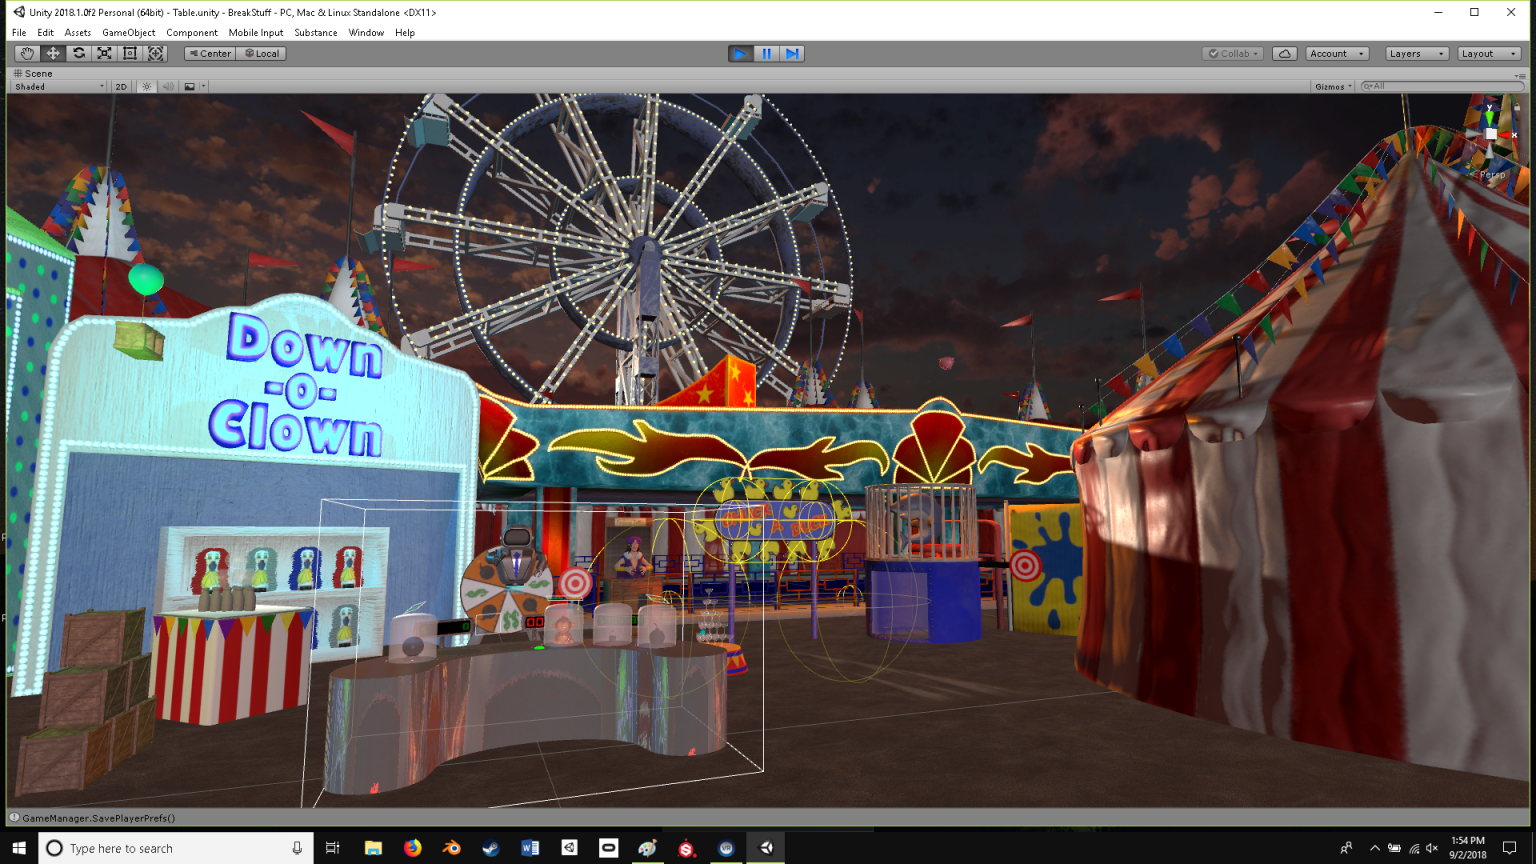 Unity 2018.1.0f2 Personal (64bit) - Table.unity - BreakStuff - PC, Mac & Linux Standalone <DX11>
File Edit Assets GameObject Component Mobile Input Substance Window Help
Center Local Collab Account Layers Layout
Scene
Shaded 2D Gizmos All
y
x
Persp
Down
-O-
Clown
GameManager.SavePlayerPrefs()
Type here to search
1:54 PM
9/2/2018